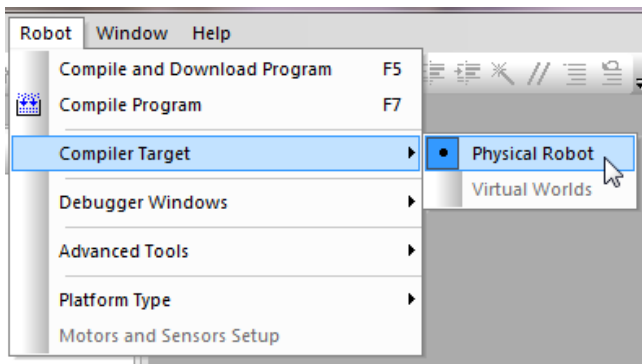 Robot Window Help
Compile and Download Program F5
Compile Program F7
Compiler Target
Physical Robot
Virtual Worlds
Debugger Windows
Advanced Tools
Platform Type
Motors and Sensors Setup